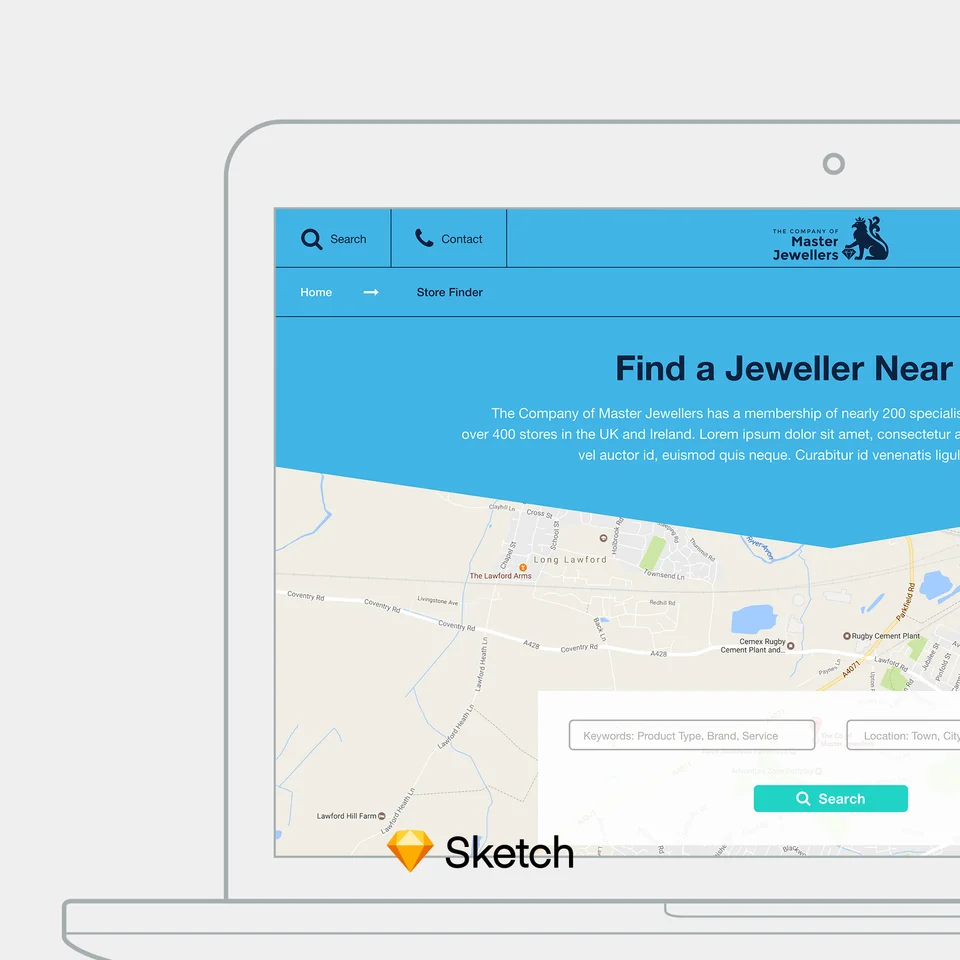 Search
Contact
THE COMPANY OF
Master
Jewellers
Home
Store Finder
Find a Jeweller Near
The Company of Master Jewellers has a membership of nearly 200 specialis
over 400 stores in the UK and Ireland. Lorem ipsum dolor sit amet, consectetur a
vel auctor id, euismod quis neque. Curabitur id venenatis ligul
Clayhill Ln
Cross St
School St
Holbrook Rd
Chapel St
Thurnmill Rd
River Avon
Long Lawford
The Lawford Arms
Townsend Ln
Parkfield Rd
Coventry Rd
Coventry Rd
Livingstone Ave
Redhill Rd
Coventry Rd
Back Ln
A428
Coventry Rd
A428
Cemex Rugby
Cement Plant and...
Rugby Cement Plant
Lawford Rd
Jubilee St
Pinfold St
Paynes Ln
A4071
Lawford Heath Ln
Lawford Heath Ln
Keywords: Product Type, Brand, Service
Location: Town, City
Search
Lawford Hill Farm
Lawford Heath Ln
Sketch